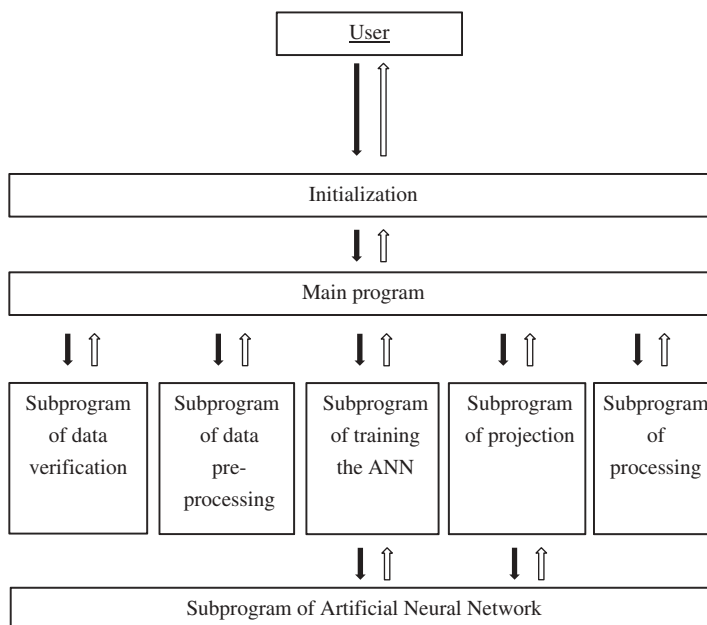 User
Initialization
Main program
Subprogram
of data
verification
Subprogram
of data
pre-
processing
Subprogram
of training
the ANN
Subprogram
of projection
Subprogram
of
processing
Subprogram of Artificial Neural Network